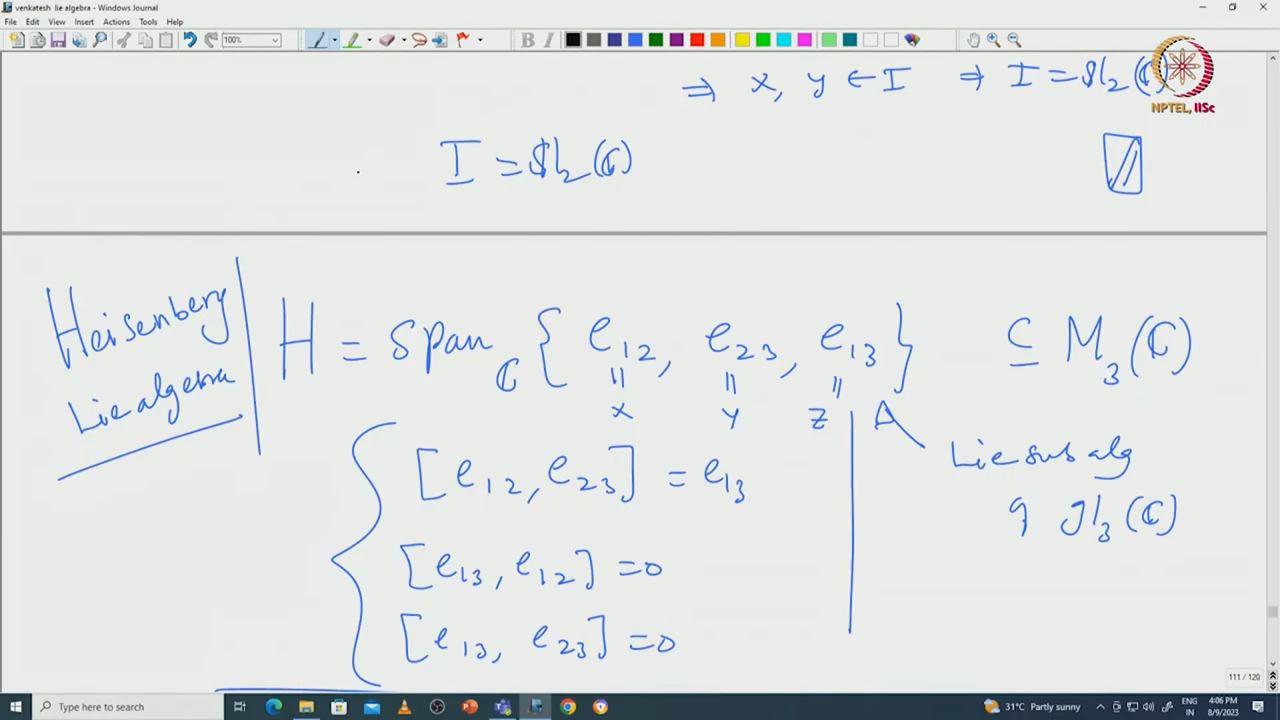 venkatesh lie algebra - Windows Journal
File Edit View Insert Actions Tools Help
100%
B I
NPTEL, IISc
⇒ x, y ∈ I ⇒ I = sl₂(ℂ)
I = sl₂(ℂ)
Heisenberg
Lie algebra
H = Span_ℂ { e₁₂, e₂₃, e₁₃ } ⊆ M₃(ℂ)
|| || ||
x y z
Lie sub alg
of gl₃(ℂ)
[e₁₂, e₂₃] = e₁₃
[e₁₃, e₁₂] = 0
[e₁₃, e₂₃] = 0
111 / 120
Type here to search
31°C Partly sunny
ENG
IN
4:06 PM
8/9/2023